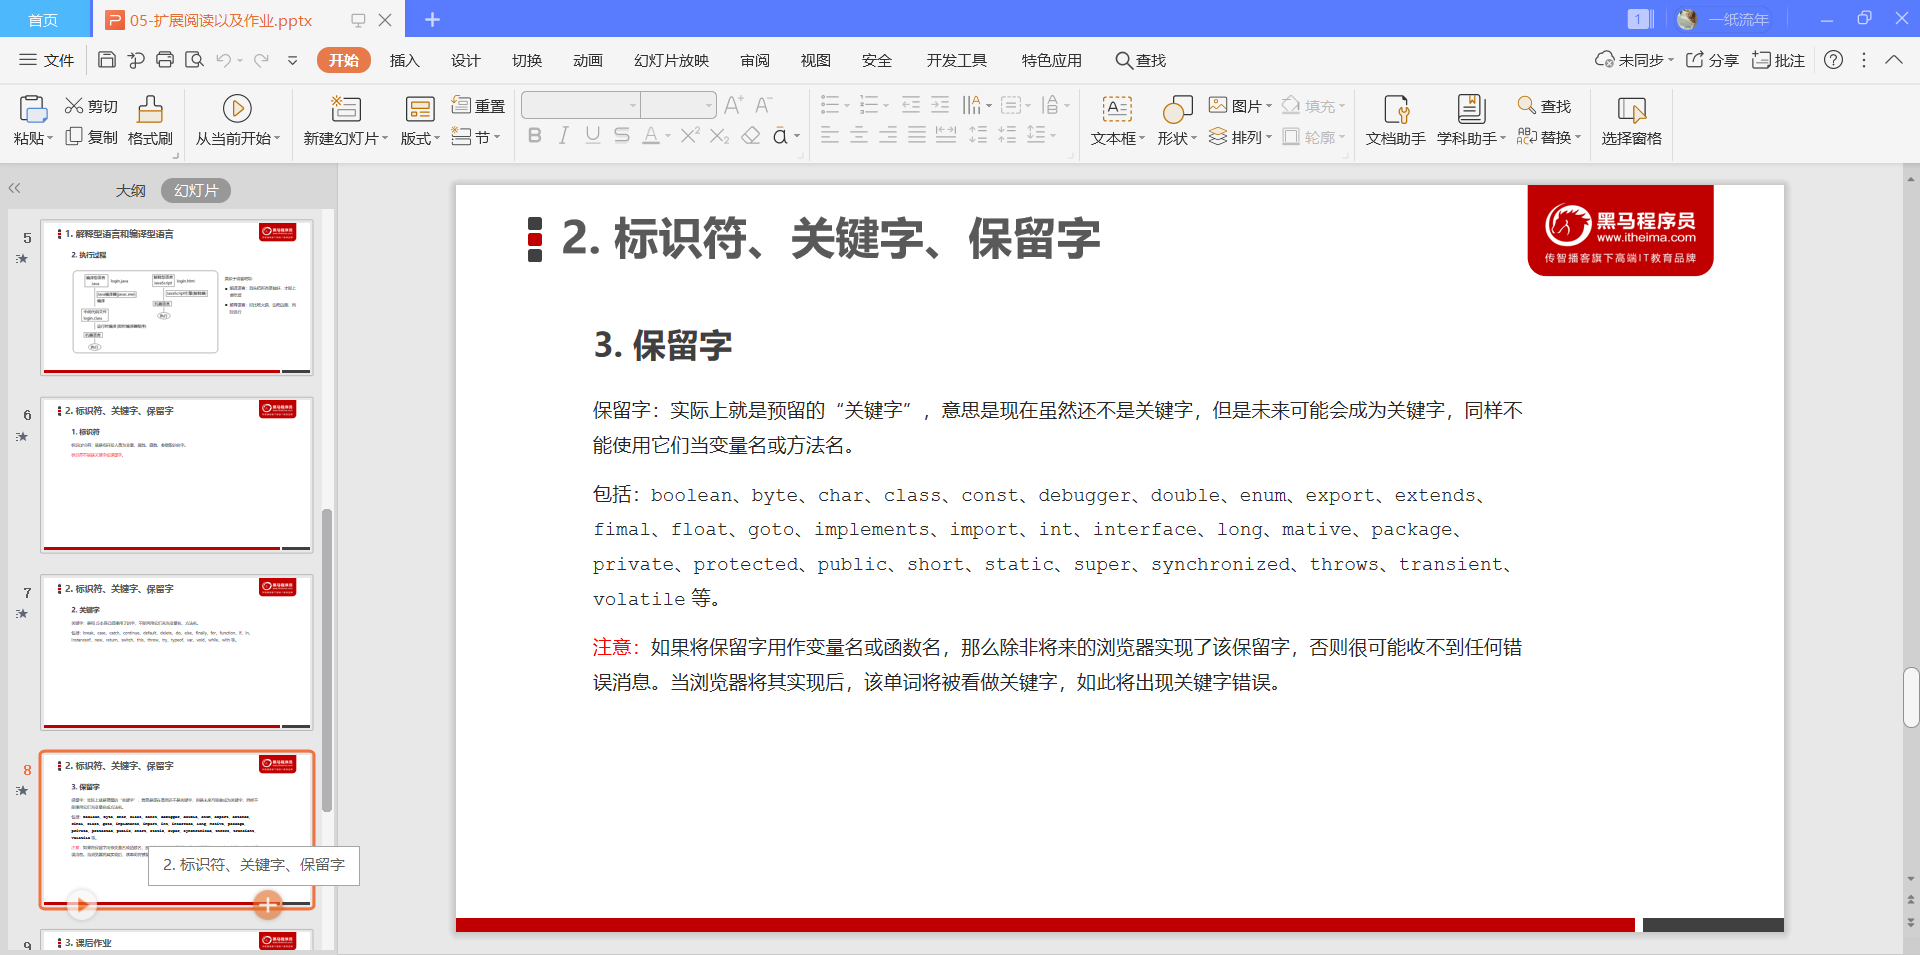 首页
05-扩展阅读以及作业.pptx
1
一纸流年
文件
开始 插入 设计 切换 动画 幻灯片放映 审阅 视图 安全 开发工具 特色应用 查找
未同步 分享 批注
粘贴 剪切 复制 格式刷
从当前开始
新建幻灯片 版式 重置 节
文本框 形状 图片 排列 填充 轮廓
文档助手 学科助手 查找 替换
选择窗格
大纲 幻灯片
5
1. 解释型语言和编译型语言
2. 执行过程
6
2. 标识符、关键字、保留字
1. 标识符
7
2. 标识符、关键字、保留字
2. 关键字
8
2. 标识符、关键字、保留字
3. 保留字
2. 标识符、关键字、保留字
9
3. 课后作业
2. 标识符、关键字、保留字
黑马程序员
www.itheima.com
传智播客旗下高端IT教育品牌
3. 保留字
保留字：实际上就是预留的“关键字”，意思是现在虽然还不是关键字，但是未来可能会成为关键字，同样不
能使用它们当变量名或方法名。
包括：boolean、byte、char、class、const、debugger、double、enum、export、extends、
fimal、float、goto、implements、import、int、interface、long、mative、package、
private、protected、public、short、static、super、synchronized、throws、transient、
volatile 等。
注意：如果将保留字用作变量名或函数名，那么除非将来的浏览器实现了该保留字，否则很可能收不到任何错
误消息。当浏览器将其实现后，该单词将被看做关键字，如此将出现关键字错误。